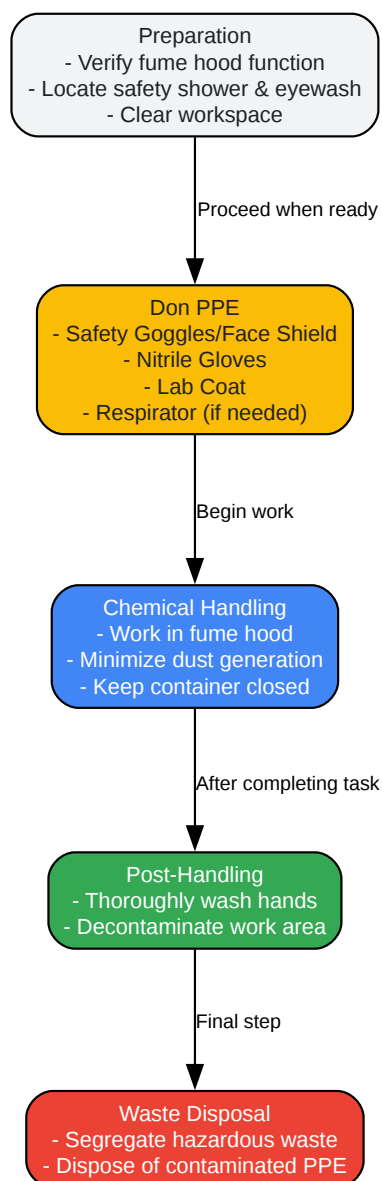 Preparation
- Verify fume hood function
- Locate safety shower & eyewash
- Clear workspace
Proceed when ready
Don PPE
- Safety Goggles/Face Shield
- Nitrile Gloves
- Lab Coat
- Respirator (if needed)
Begin work
Chemical Handling
- Work in fume hood
- Minimize dust generation
- Keep container closed
After completing task
Post-Handling
- Thoroughly wash hands
- Decontaminate work area
Final step
Waste Disposal
- Segregate hazardous waste
- Dispose of contaminated PPE